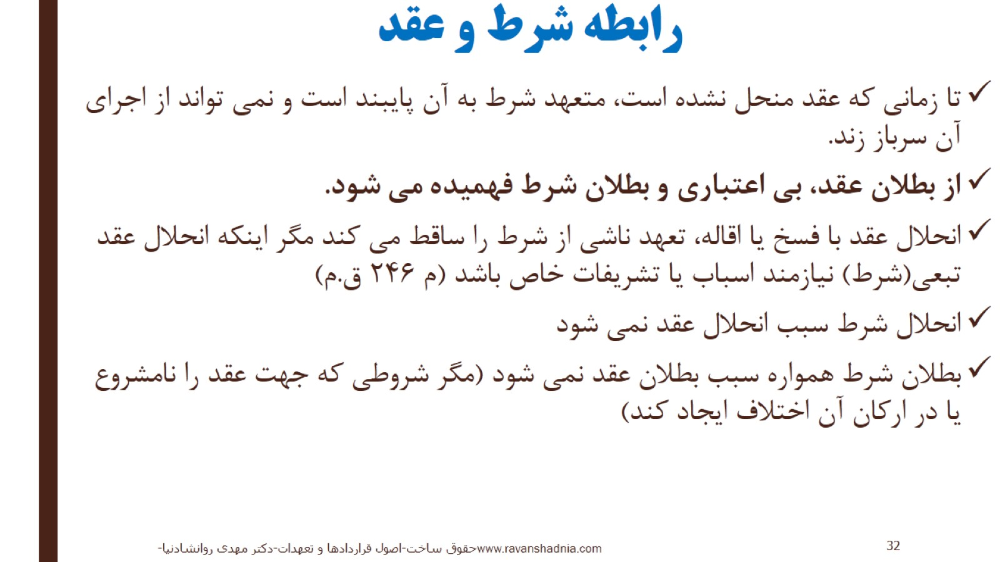 رابطه شرط و عقد
✓ تا زمانی که عقد منحل نشده است، متعهد شرط به آن پایبند است و نمی تواند از اجرای
آن سرباز زند.
✓ از بطلان عقد، بی اعتباری و بطلان شرط فهمیده می شود.
✓ انحلال عقد با فسخ یا اقاله، تعهد ناشی از شرط را ساقط می کند مگر اینکه انحلال عقد
تبعی(شرط) نیازمند اسباب یا تشریفات خاص باشد (م ۲۴۶ ق.م)
✓ انحلال شرط سبب انحلال عقد نمی شود
✓ بطلان شرط همواره سبب بطلان عقد نمی شود (مگر شروطی که جهت عقد را نامشروع
یا در ارکان آن اختلاف ایجاد کند)
32
www.ravanshadnia.comحقوق ساخت-اصول قراردادها و تعهدات-دکتر مهدی روانشادنیا-